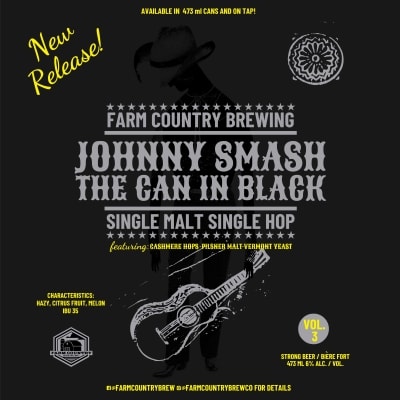 AVAILABLE IN 473 ml CANS AND ON TAP!
New
Release!
FARM COUNTRY BREWING
JOHNNY SMASH
THE CAN IN BLACK
SINGLE MALT SINGLE HOP
featuring: CASHMERE HOPS-PILSNER MALT-VERMONT YEAST
CHARACTERISTICS:
HAZY, CITRUS FRUIT, MELON
IBU 35
VOL.
3
STRONG BEER / BIÈRE FORT
473 ML 6% ALC. / VOL.
@FARMCOUNTRYBREW @FARMCOUNTRYBREWCO FOR DETAILS